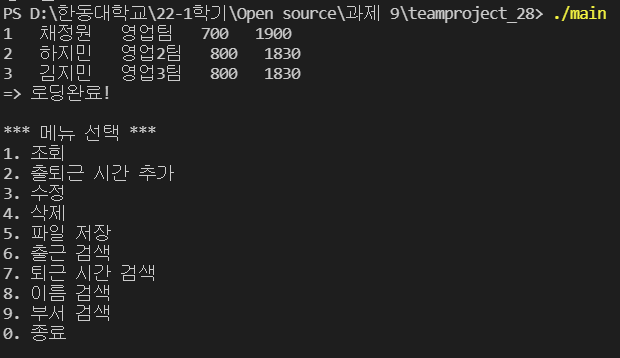 PS D:\한동대학교\22-1학기\Open source\과제 9\teamproject_28> ./main
1 채정원 영업팀 700 1900
2 하지민 영업2팀 800 1830
3 김지민 영업3팀 800 1830
=> 로딩완료!
*** 메뉴 선택 ***
1. 조회
2. 출퇴근 시간 추가
3. 수정
4. 삭제
5. 파일 저장
6. 출근 검색
7. 퇴근 시간 검색
8. 이름 검색
9. 부서 검색
0. 종료